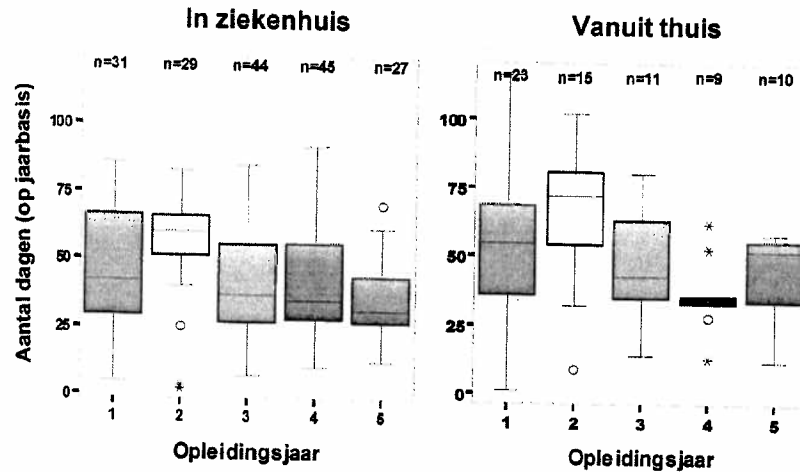 In ziekenhuis
n=31 n=29 n=44 n=45 n=27
Aantal dagen (op jaarbasis)
100
75
50
25
0
1 2 3 4 5
Opleidingsjaar
Vanuit thuis
n=23 n=15 n=11 n=9 n=10
100
75
50
25
0
1 2 3 4 5
Opleidingsjaar